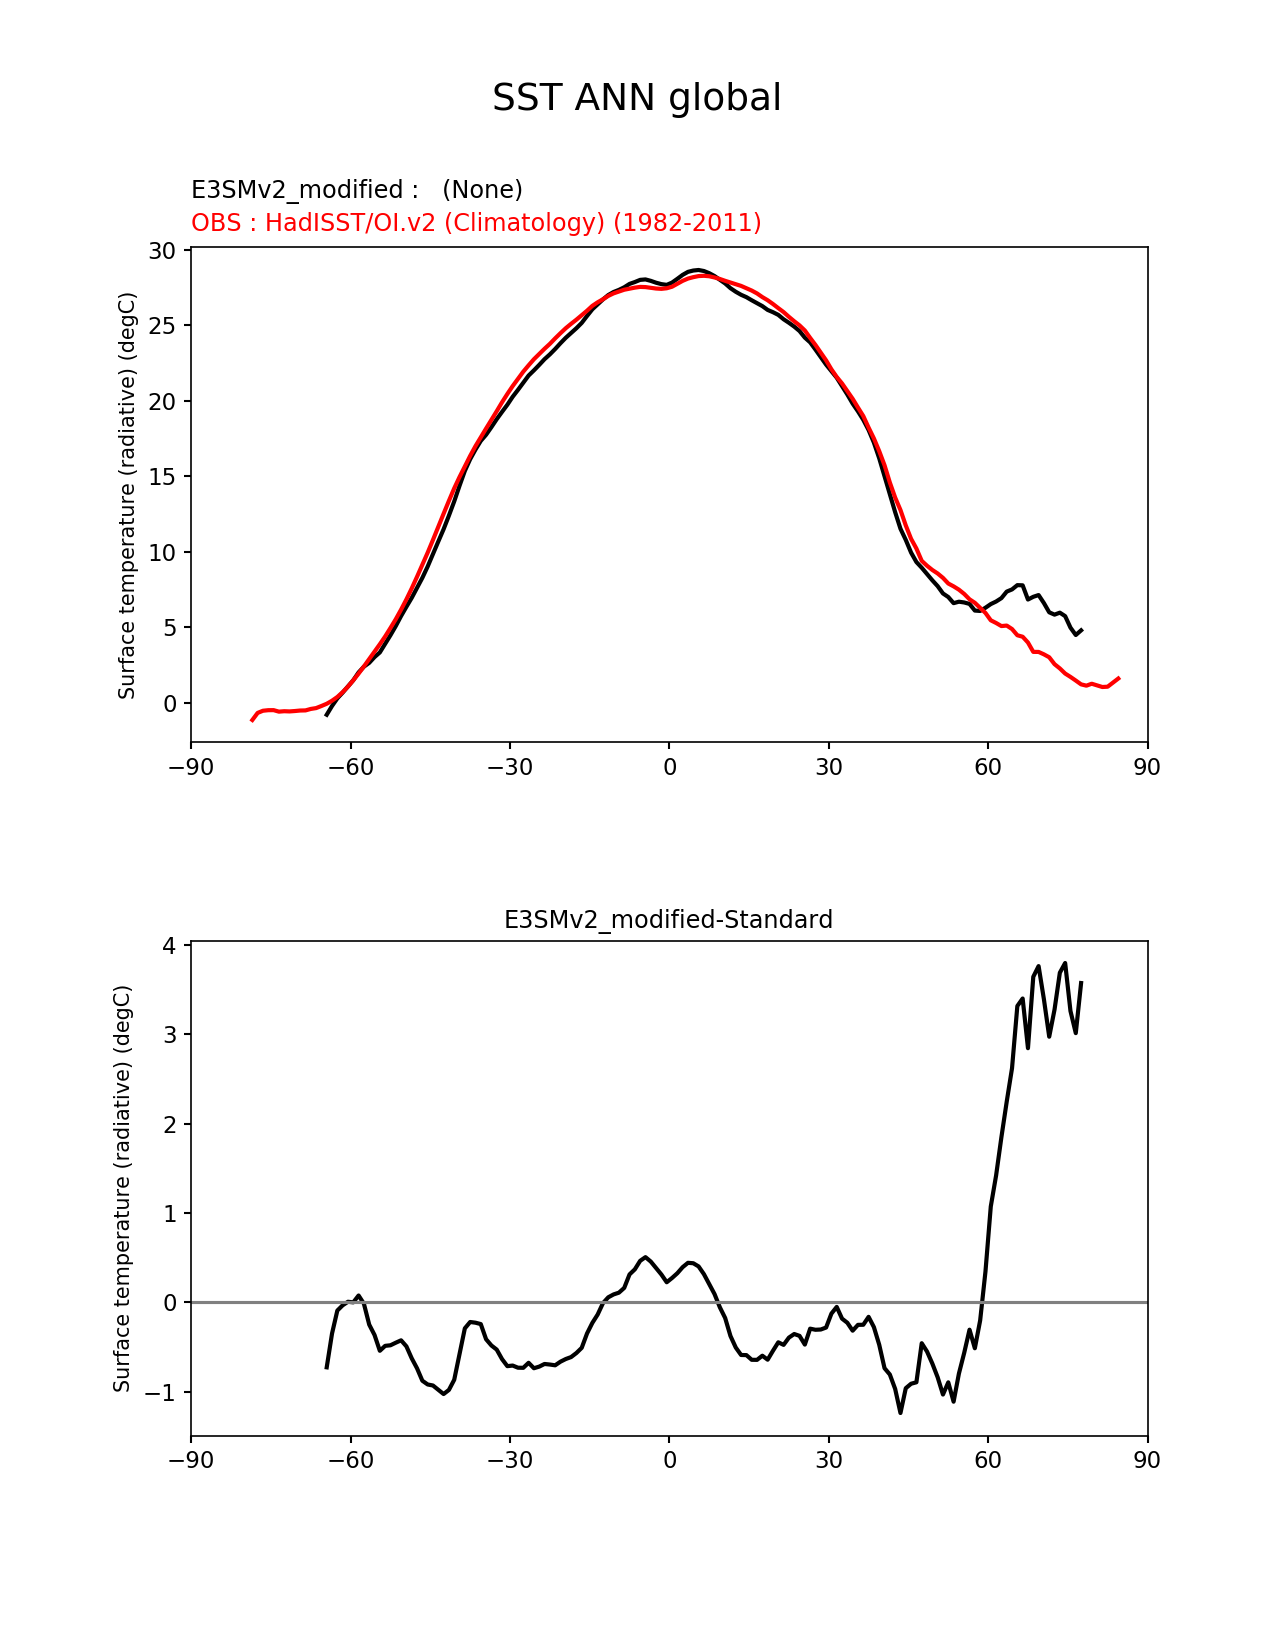 SST ANN global
E3SMv2_modified :   (None)
OBS : HadISST/OI.v2 (Climatology) (1982-2011)
Surface temperature (radiative) (degC)
30
25
20
15
10
5
0
−90 −60 −30 0 30 60 90
E3SMv2_modified-Standard
Surface temperature (radiative) (degC)
4
3
2
1
0
−1
−90 −60 −30 0 30 60 90